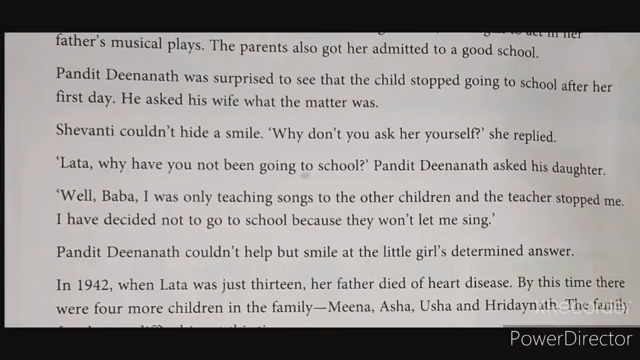 father's musical plays. The parents also got her admitted to a good school.
Pandit Deenanath was surprised to see that the child stopped going to school after her
first day. He asked his wife what the matter was.
Shevanti couldn't hide a smile. 'Why don't you ask her yourself?' she replied.
'Lata, why have you not been going to school?' Pandit Deenanath asked his daughter.
'Well, Baba, I was only teaching songs to the other children and the teacher stopped me.
I have decided not to go to school because they won't let me sing.'
Pandit Deenanath couldn't help but smile at the little girl's determined answer.
In 1942, when Lata was just thirteen, her father died of heart disease. By this time there
were four more children in the family—Meena, Asha, Usha and Hridaynath. The family
PowerDirector